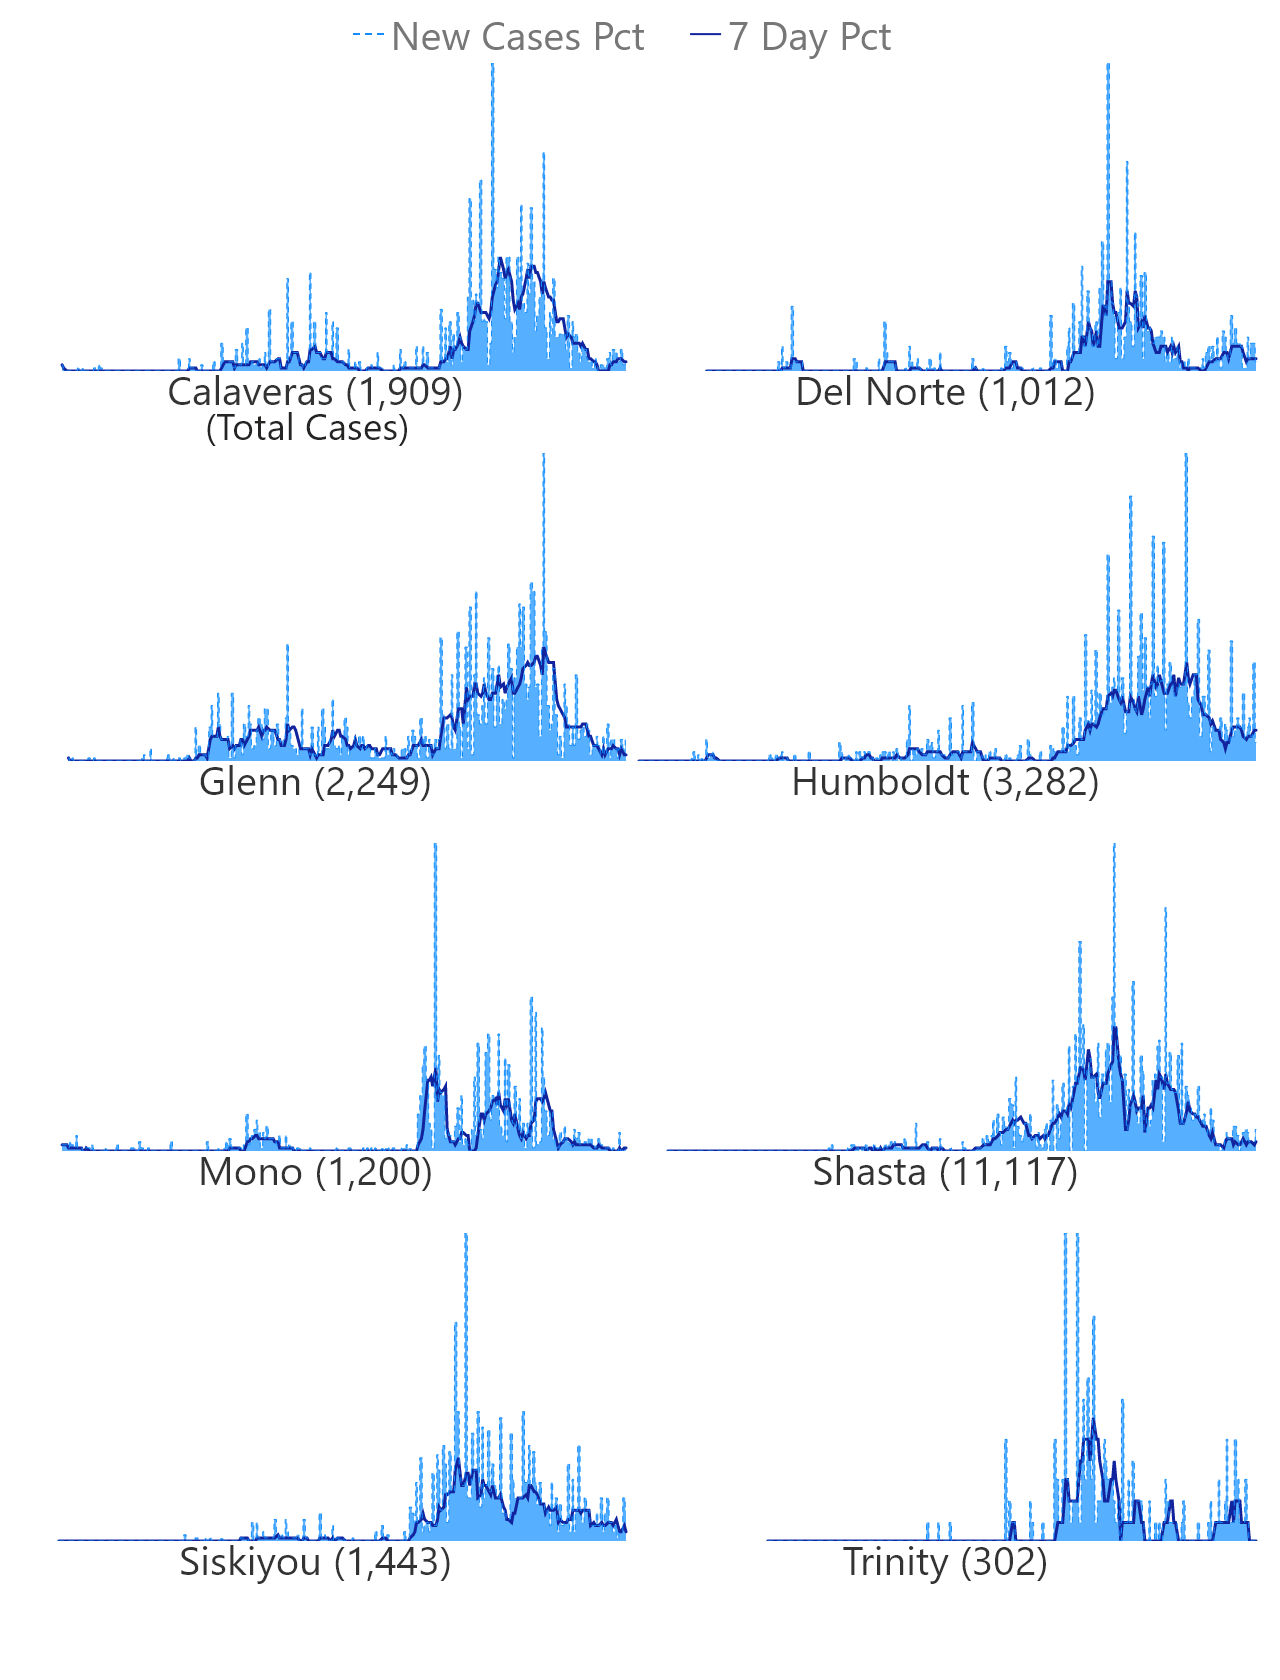 New Cases Pct 7 Day Pct
Calaveras (1,909) Del Norte (1,012)
(Total Cases)
Glenn (2,249) Humboldt (3,282)
Mono (1,200) Shasta (11,117)
Siskiyou (1,443) Trinity (302)